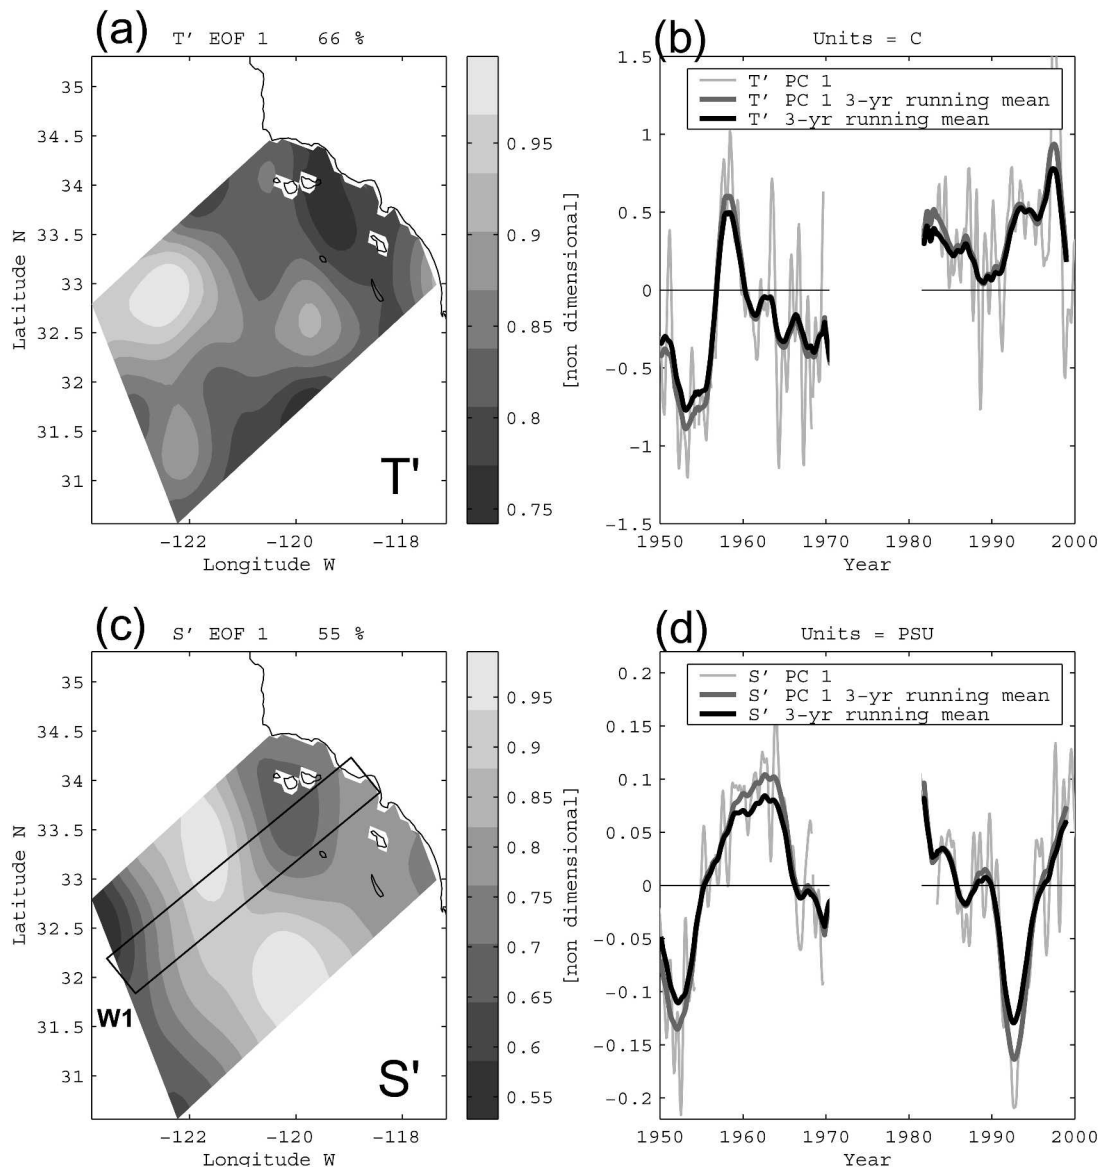 (a) T′ EOF 1 66 %
35
34.5
34
33.5
33
32.5
32
31.5
31
Latitude N
-122
-120
-118
Longitude W
T'
0.95
0.9
0.85
0.8
0.75
[non dimensional]
(b) Units = C
T′ PC 1
T′ PC 1 3-yr running mean
T′ 3-yr running mean
1.5
1
0.5
0
-0.5
-1
-1.5
1950 1960 1970 1980 1990 2000
Year
(c) S′ EOF 1 55 %
35
34.5
34
33.5
33
32.5
32
31.5
31
Latitude N
W1
-122
-120
-118
Longitude W
S'
0.95
0.9
0.85
0.8
0.75
0.7
0.65
0.6
0.55
[non dimensional]
(d) Units = PSU
S′ PC 1
S′ PC 1 3-yr running mean
S′ 3-yr running mean
0.2
0.15
0.1
0.05
0
-0.05
-0.1
-0.15
-0.2
1950 1960 1970 1980 1990 2000
Year